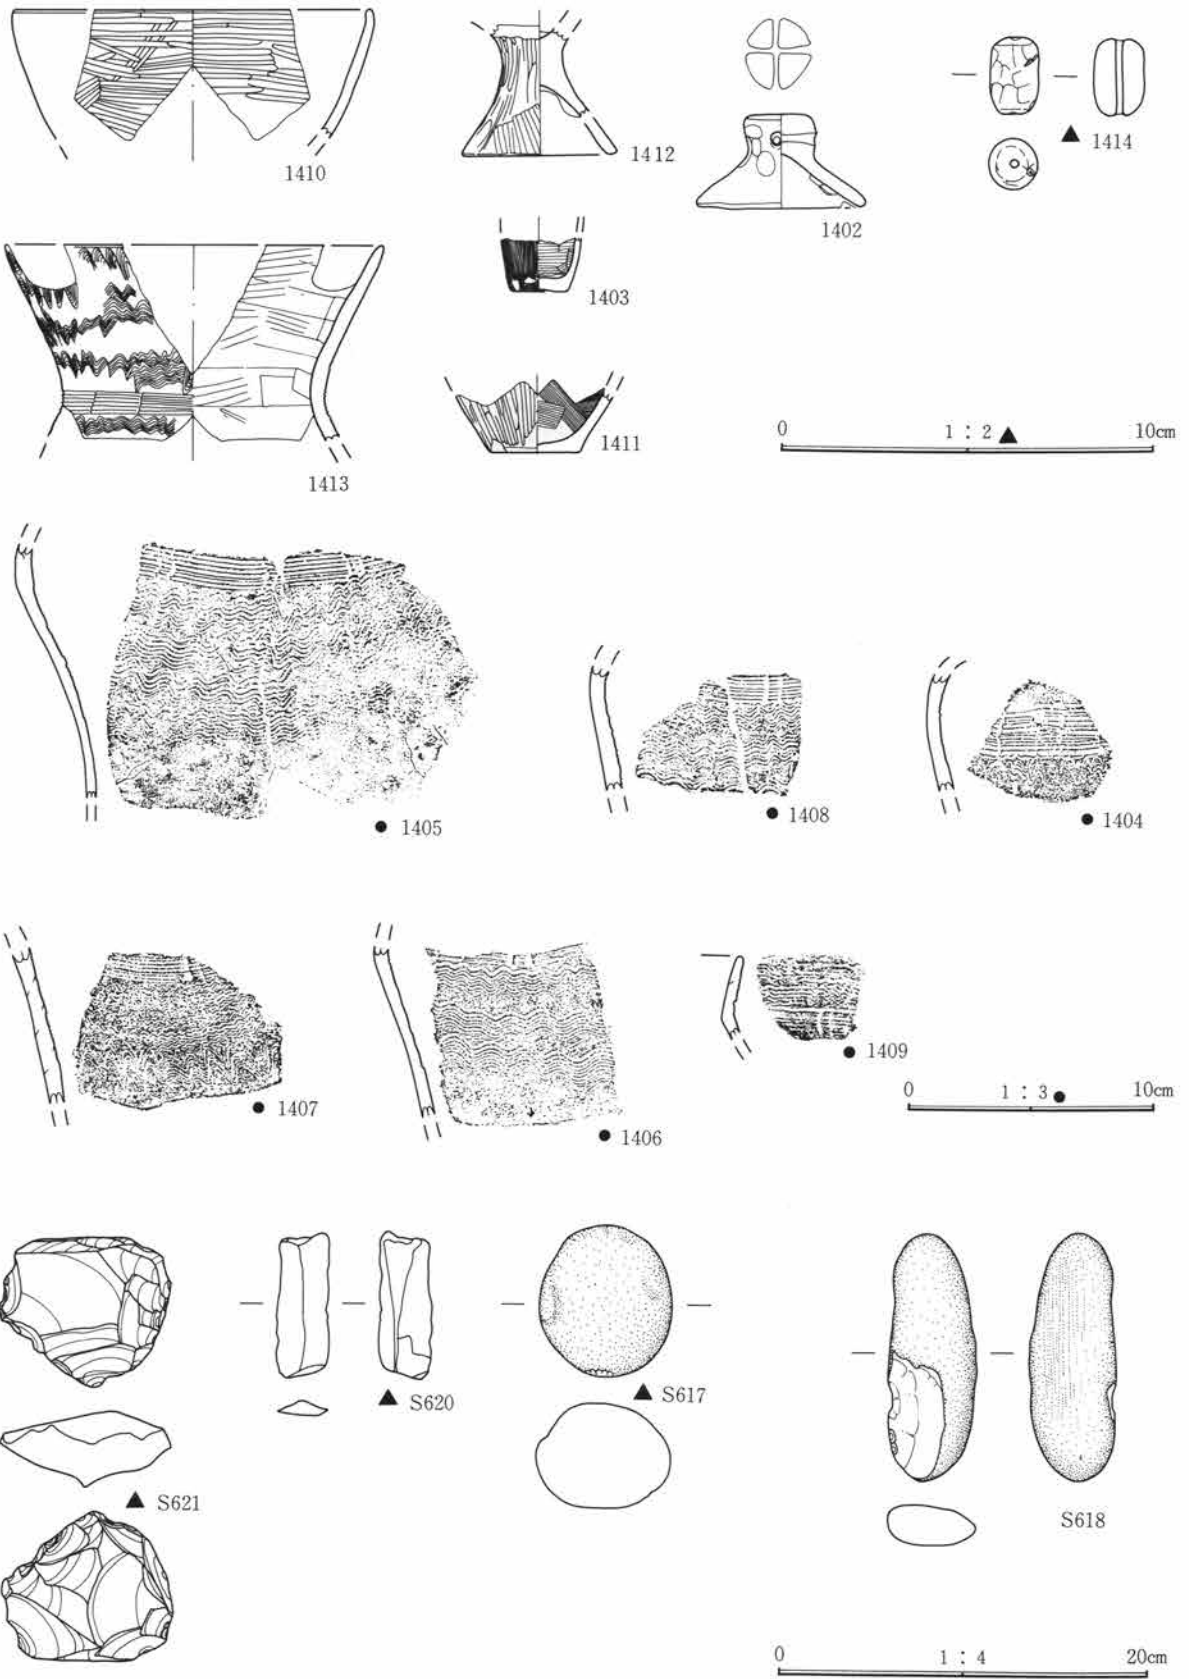 1410
1412
1402
▲ 1414
1403
1413
1411
0 1 : 2 ▲ 10cm
● 1405
● 1408
● 1404
● 1407
● 1406
● 1409
0 1 : 3 ● 10cm
▲ S621
▲ S620
▲ S617
S618
0 1 : 4 20cm